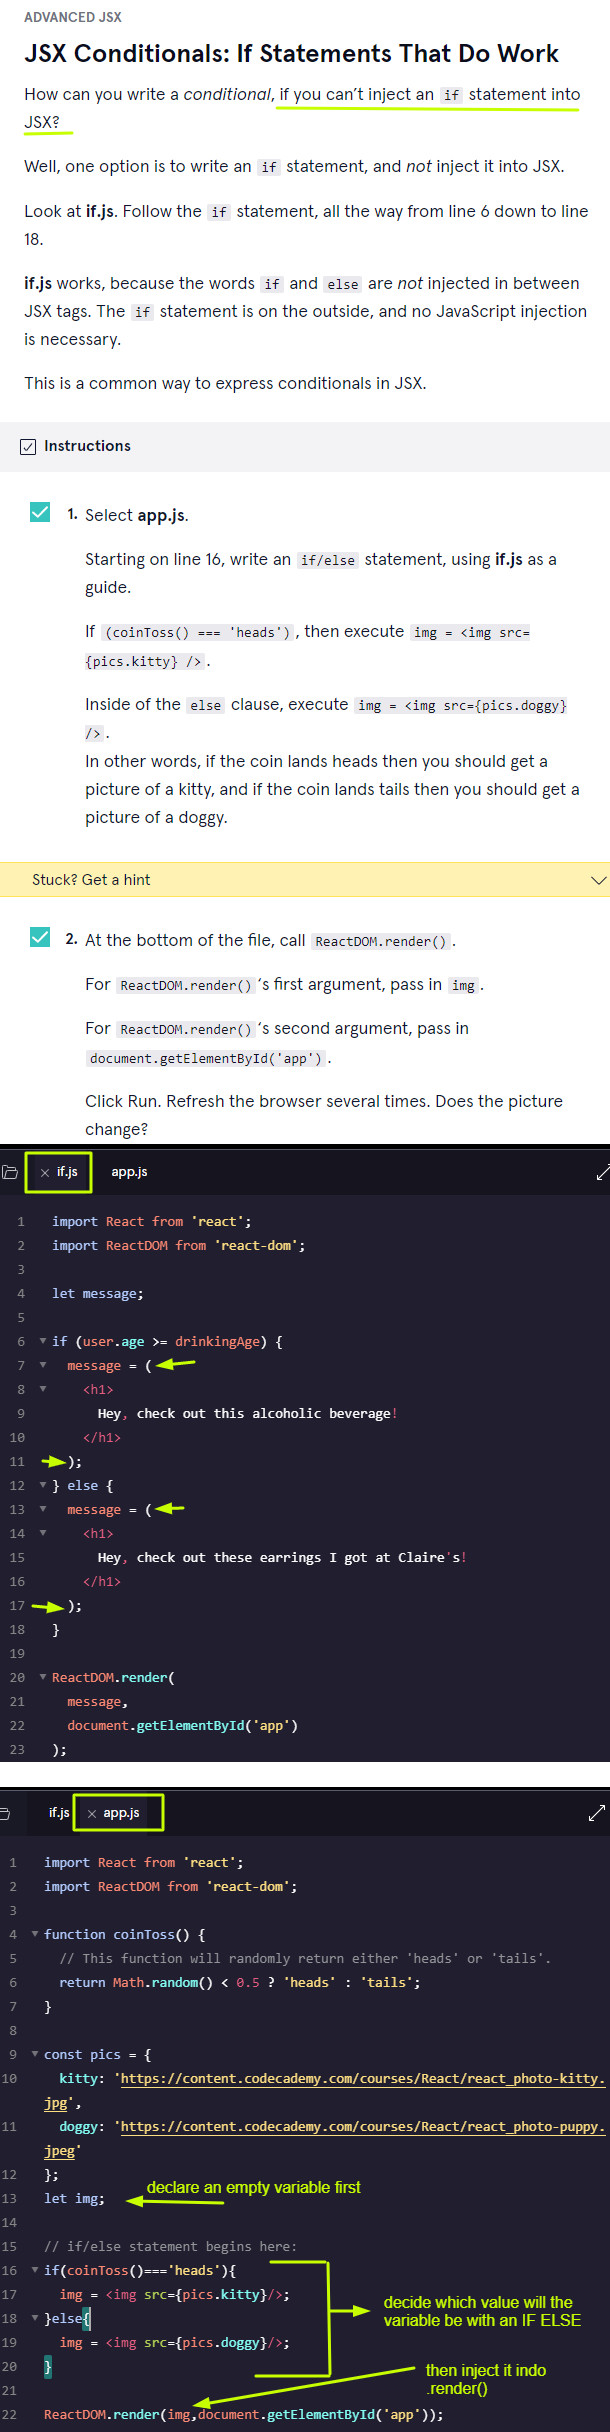 ADVANCED JSX
JSX Conditionals: If Statements That Do Work
How can you write a conditional, if you can't inject an if statement into
JSX?
Well, one option is to write an if statement, and not inject it into JSX.
Look at if.js. Follow the if statement, all the way from line 6 down to line
18.
if.js works, because the words if and else are not injected in between
JSX tags. The if statement is on the outside, and no JavaScript injection
is necessary.
This is a common way to express conditionals in JSX.
Instructions
1. Select app.js.
Starting on line 16, write an if/else statement, using if.js as a
guide.
If (coinToss() === 'heads') , then execute img = <img src=
{pics.kitty} /> .
Inside of the else clause, execute img = <img src={pics.doggy}
/> .
In other words, if the coin lands heads then you should get a
picture of a kitty, and if the coin lands tails then you should get a
picture of a doggy.
Stuck? Get a hint
2. At the bottom of the file, call ReactDOM.render() .
For ReactDOM.render() 's first argument, pass in img .
For ReactDOM.render() 's second argument, pass in
document.getElementById('app') .
Click Run. Refresh the browser several times. Does the picture
change?
× if.js app.js
1 import React from 'react';
2 import ReactDOM from 'react-dom';
3
4 let message;
5
6 if (user.age >= drinkingAge) {
7 message = (
8 <h1>
9 Hey, check out this alcoholic beverage!
10 </h1>
11 );
12 } else {
13 message = (
14 <h1>
15 Hey, check out these earrings I got at Claire's!
16 </h1>
17 );
18 }
19
20 ReactDOM.render(
21 message,
22 document.getElementById('app')
23 );
if.js × app.js
1 import React from 'react';
2 import ReactDOM from 'react-dom';
3
4 function coinToss() {
5 // This function will randomly return either 'heads' or 'tails'.
6 return Math.random() < 0.5 ? 'heads' : 'tails';
7 }
8
9 const pics = {
10 kitty: 'https://content.codecademy.com/courses/React/react_photo-kitty.
jpg',
11 doggy: 'https://content.codecademy.com/courses/React/react_photo-puppy.
jpeg'
12 };
declare an empty variable first
13 let img;
14
15 // if/else statement begins here:
16 if(coinToss()==='heads'){
17 img = <img src={pics.kitty}/>;
decide which value will the
18 }else{
variable be with an IF ELSE
19 img = <img src={pics.doggy}/>;
20 }
then inject it indo
21
.render()
22 ReactDOM.render(img,document.getElementById('app'));